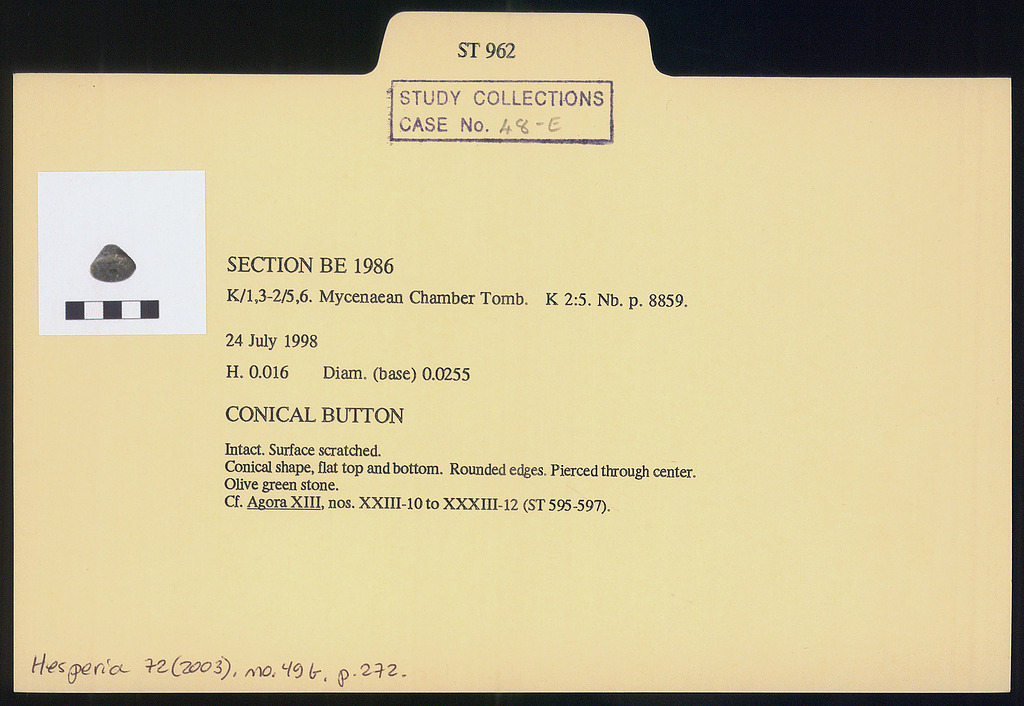 ST 962
STUDY COLLECTIONS
CASE No. 48-E
SECTION BE 1986
K/1,3-2/5,6. Mycenaean Chamber Tomb. K 2:5. Nb. p. 8859.
24 July 1998
H. 0.016 Diam. (base) 0.0255
CONICAL BUTTON
Intact. Surface scratched.
Conical shape, flat top and bottom. Rounded edges. Pierced through center.
Olive green stone.
Cf. Agora XIII, nos. XXIII-10 to XXXIII-12 (ST 595-597).
Hesperia 72 (2003), no. 49 b, p. 272.